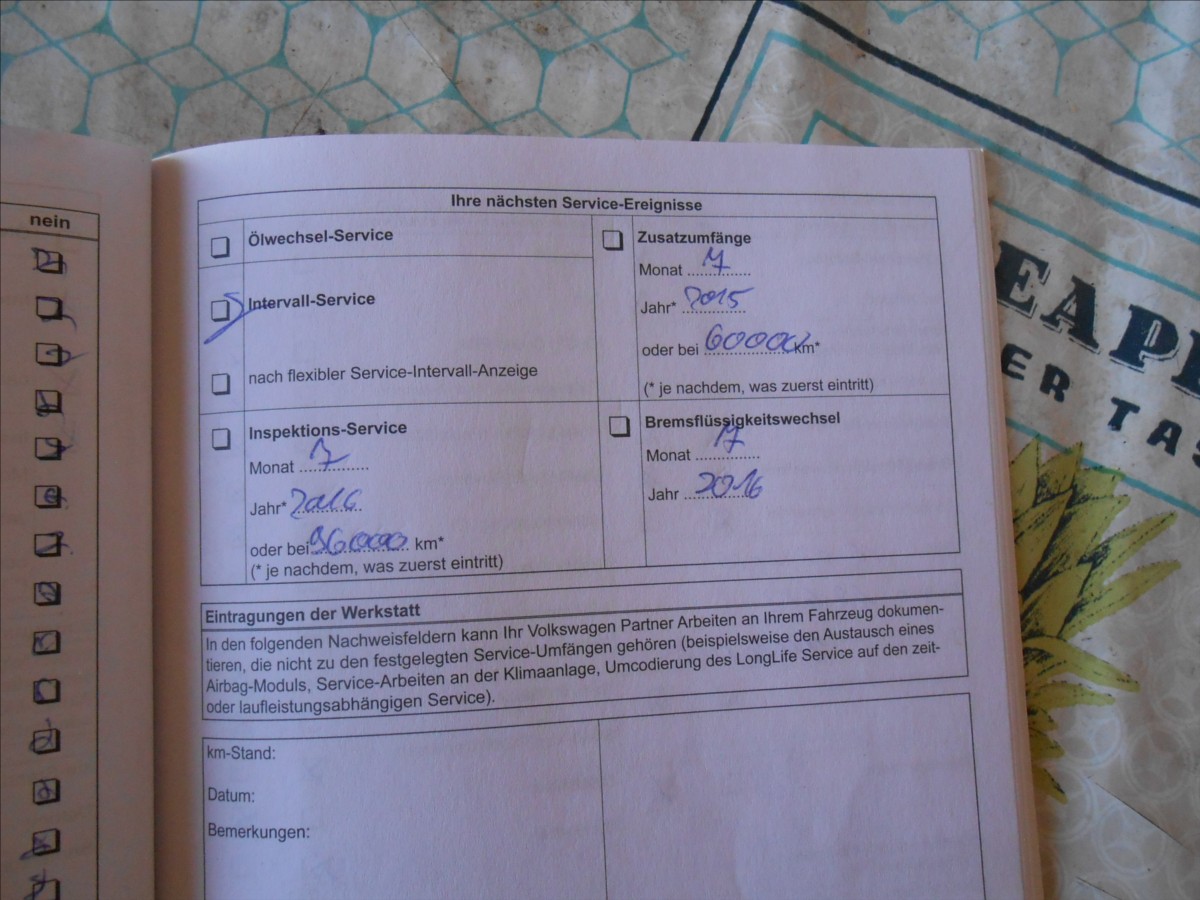 nein
Ihre nächsten Service-Ereignisse
Ölwechsel-Service
Intervall-Service
nach flexibler Service-Intervall-Anzeige
Zusatzumfänge
Monat 7
Jahr* 2015
oder bei 60000 km*
(* je nachdem, was zuerst eintritt)
Inspektions-Service
Monat 7
Jahr* 2016
oder bei 96000 km*
(* je nachdem, was zuerst eintritt)
Bremsflüssigkeitswechsel
Monat 7
Jahr 2016
Eintragungen der Werkstatt
In den folgenden Nachweisfeldern kann Ihr Volkswagen Partner Arbeiten an Ihrem Fahrzeug dokumen-
tieren, die nicht zu den festgelegten Service-Umfängen gehören (beispielsweise den Austausch eines
Airbag-Moduls, Service-Arbeiten an der Klimaanlage, Umcodierung des LongLife Service auf den zeit-
oder laufleistungsabhängigen Service).
km-Stand:
Datum:
Bemerkungen:
EAP
ER TAS